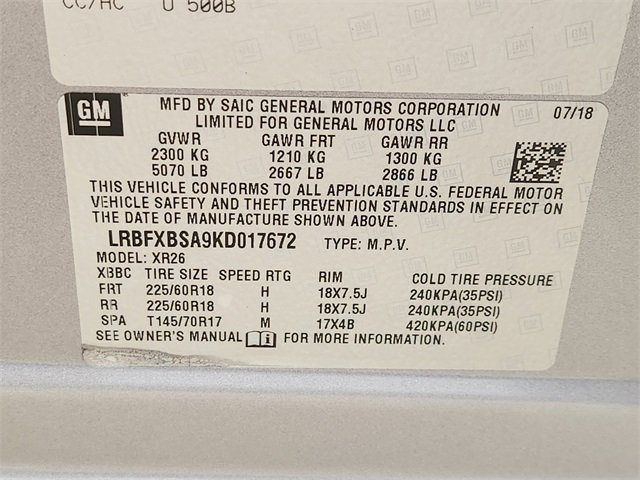 CC/HC U 500B
GM
MFD BY SAIC GENERAL MOTORS CORPORATION 07/18
LIMITED FOR GENERAL MOTORS LLC
GVWR GAWR FRT GAWR RR
2300 KG 1210 KG 1300 KG
5070 LB 2667 LB 2866 LB
THIS VEHICLE CONFORMS TO ALL APPLICABLE U.S. FEDERAL MOTOR
VEHICLE SAFETY AND THEFT PREVENTION STANDARDS IN EFFECT ON
THE DATE OF MANUFACTURE SHOWN ABOVE.
LRBFXBSA9KD017672 TYPE: M.P.V.
MODEL: XR26
XBBC TIRE SIZE SPEED RTG RIM COLD TIRE PRESSURE
FRT 225/60R18 H 18X7.5J 240KPA(35PSI)
RR 225/60R18 H 18X7.5J 240KPA(35PSI)
SPA T145/70R17 M 17X4B 420KPA(60PSI)
SEE OWNER'S MANUAL FOR MORE INFORMATION.